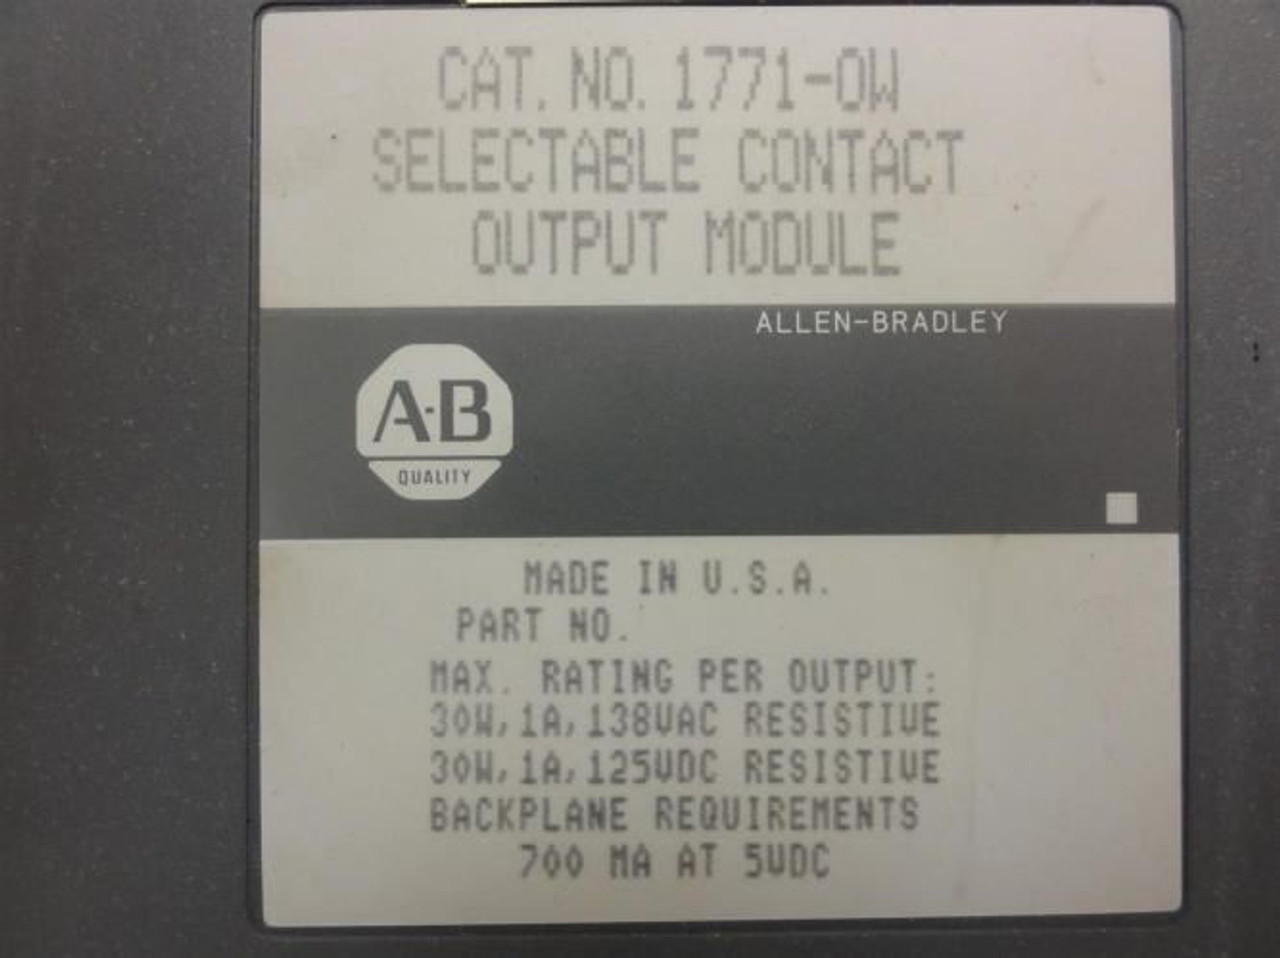 CAT. NO. 1771-OW
SELECTABLE CONTACT
OUTPUT MODULE
ALLEN-BRADLEY
A-B
QUALITY
MADE IN U.S.A.
PART NO.
MAX. RATING PER OUTPUT:
30W,1A,138VAC RESISTIVE
30W,1A,125VDC RESISTIVE
BACKPLANE REQUIREMENTS
700 MA AT 5VDC